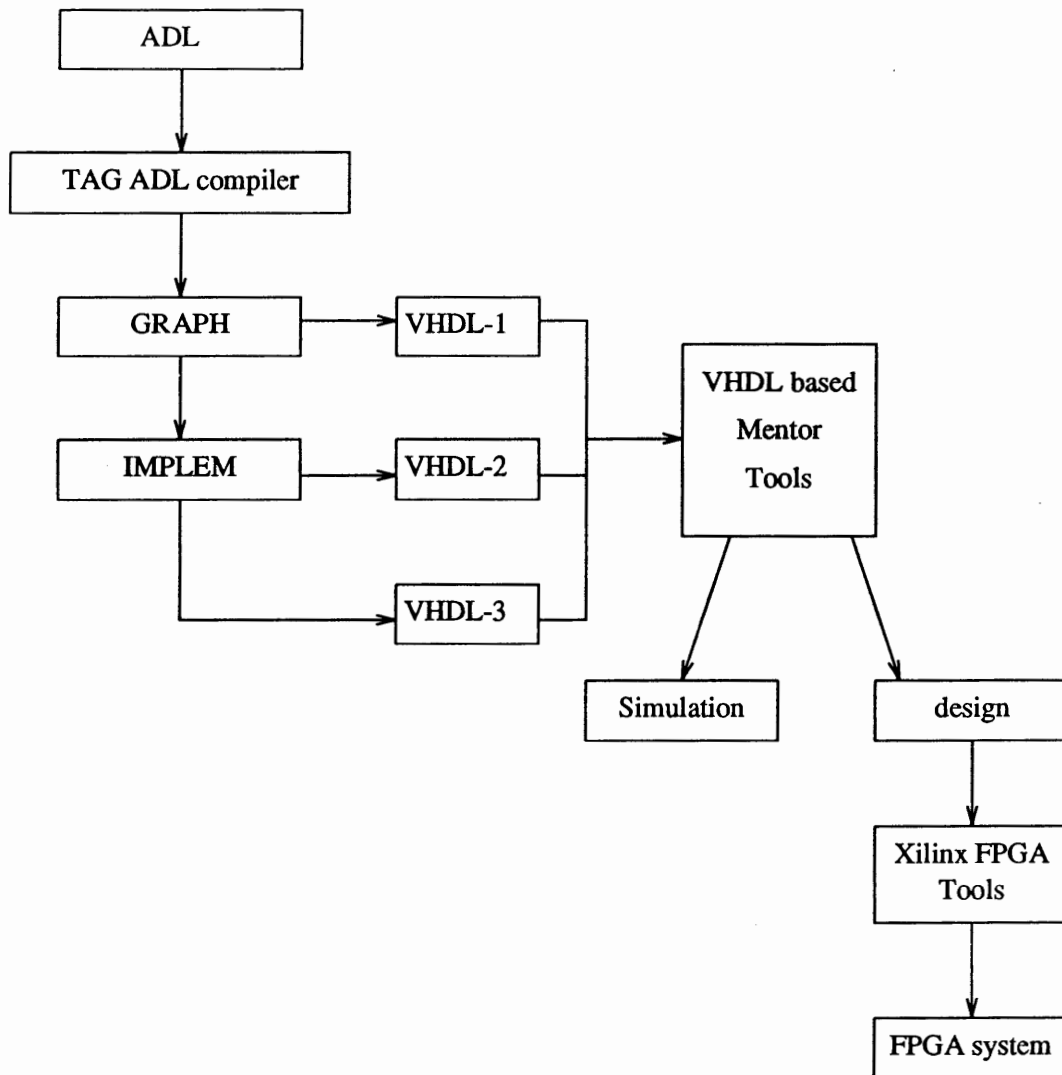 ADL
TAG ADL compiler
GRAPH
VHDL-1
VHDL based
Mentor
Tools
IMPLEM
VHDL-2
VHDL-3
Simulation
design
Xilinx FPGA
Tools
FPGA system